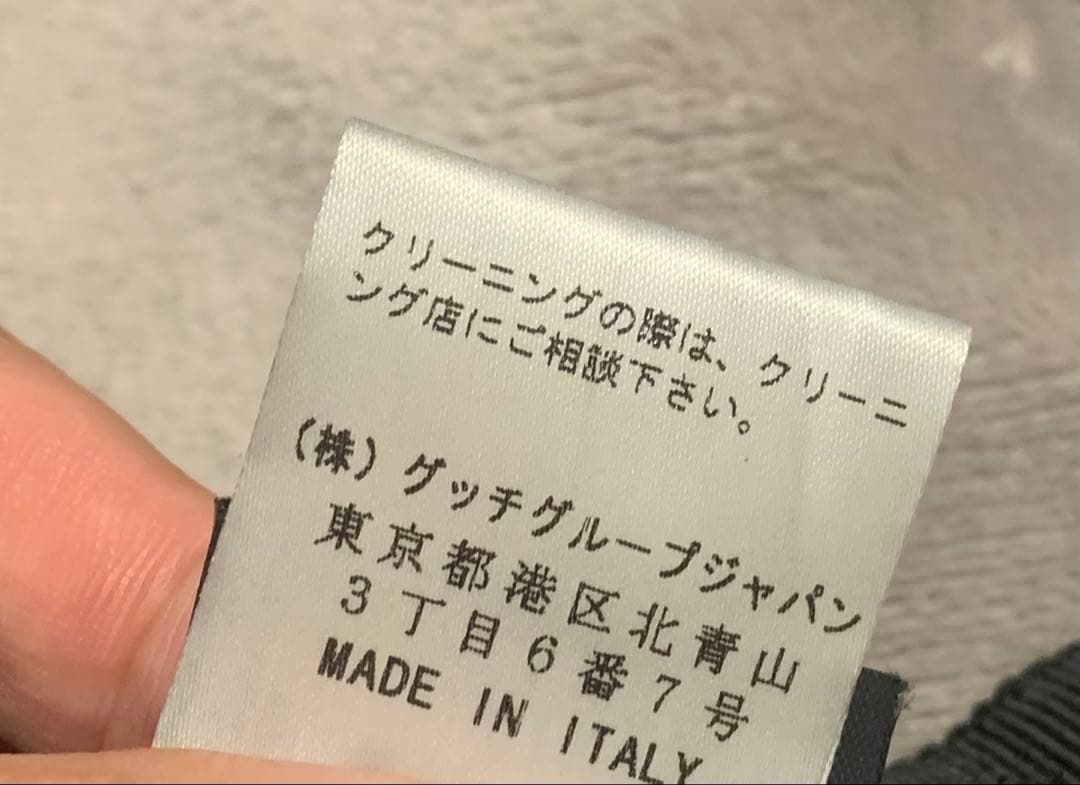 クリーニングの際は、クリーニ
ング店にご相談下さい。
(株)グッチグループジャパン
東京都港区北青山
3丁目6番7号
MADE IN ITALY